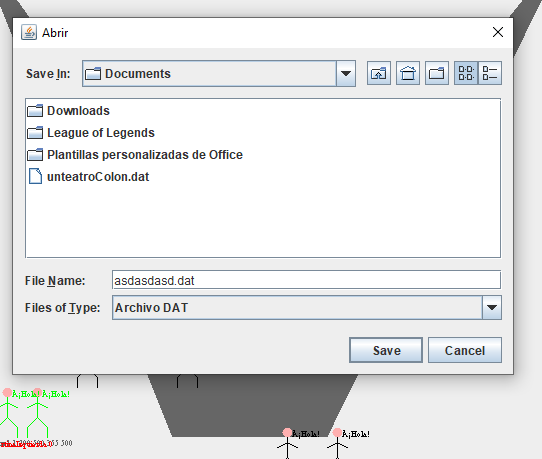 Abrir
Save In:
Documents
Downloads
League of Legends
Plantillas personalizadas de Office
unteatroColon.dat
File Name:
asdasdasd.dat
Files of Type:
Archivo DAT
Save
Cancel
Â¡Hola! Â¡Hola!
Â¡Hola! Â¡Hola!